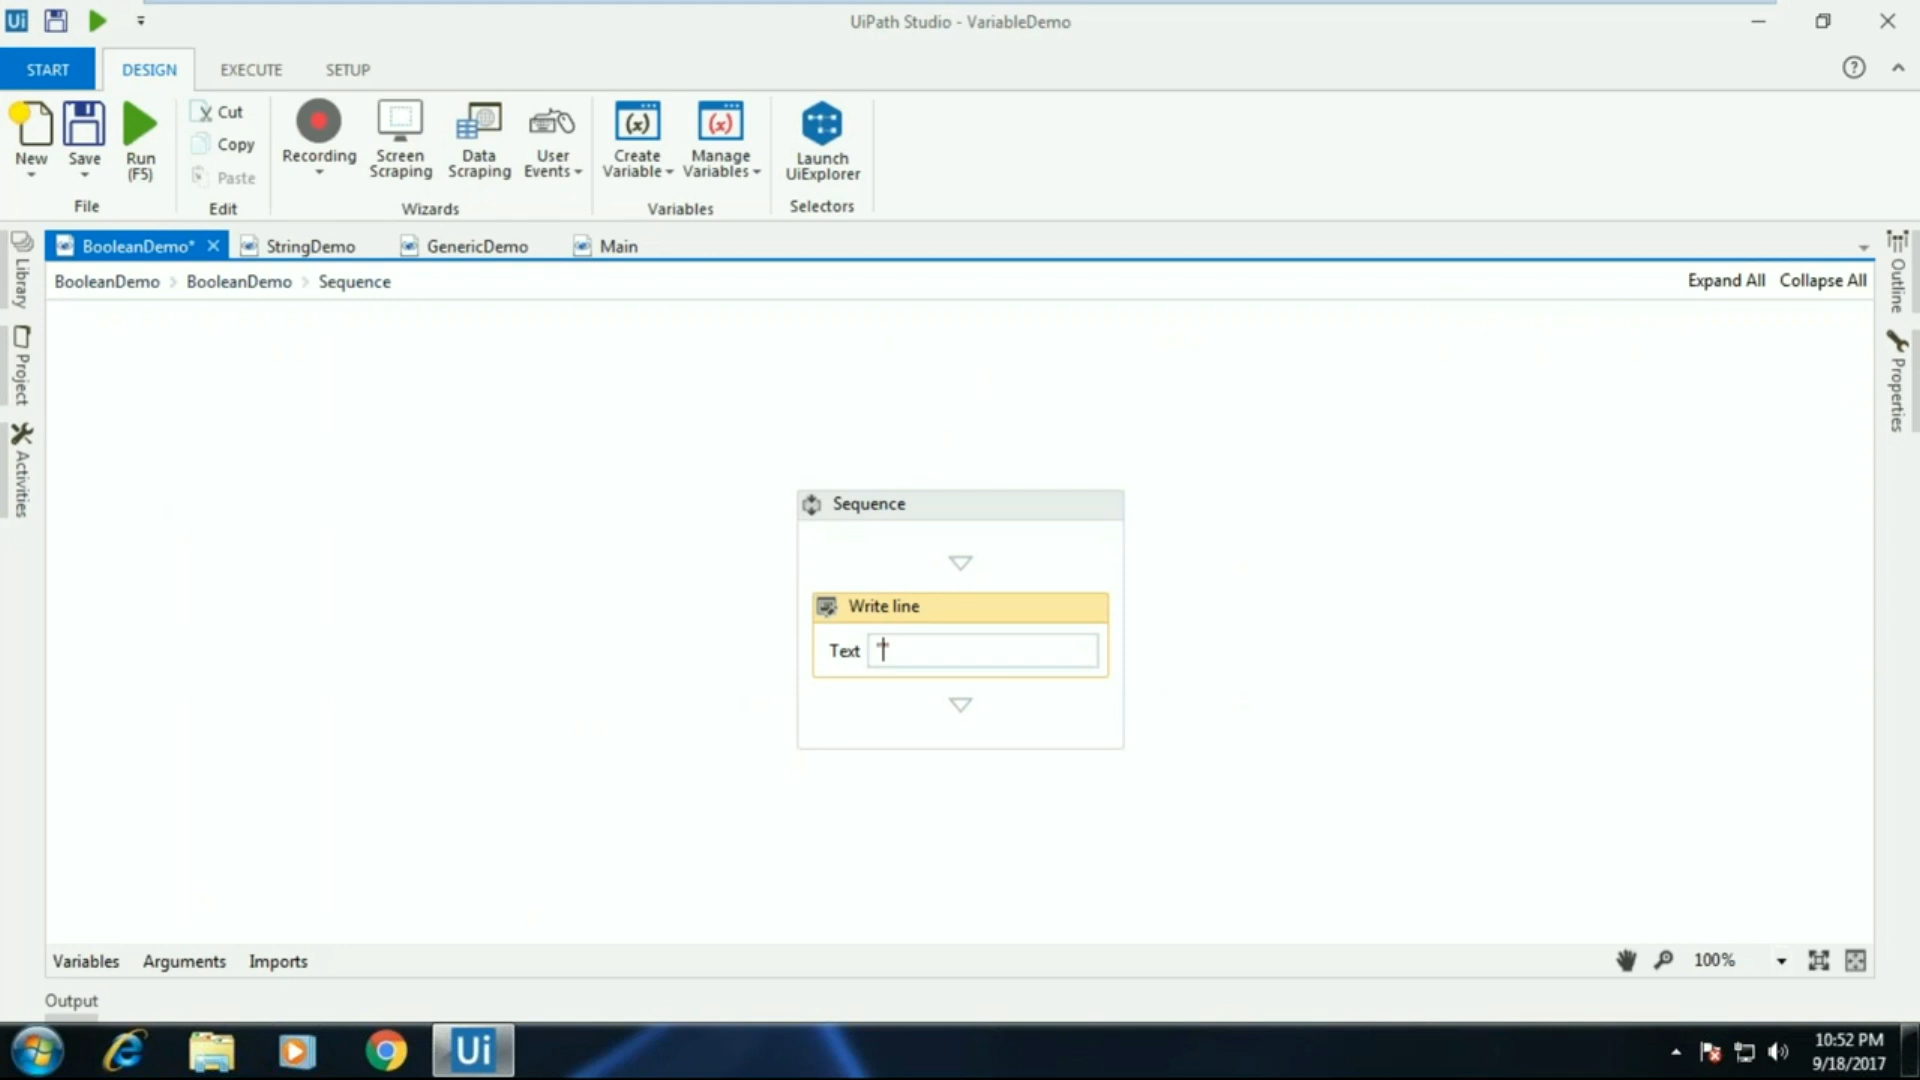 Ui
UiPath Studio - VariableDemo
START
DESIGN
EXECUTE
SETUP
?
New
Save
Run
(F5)
Cut
Copy
Paste
Recording
Screen
Scraping
Data
Scraping
User
Events
(x)
Create
Variable
(x)
Manage
Variables
Launch
UiExplorer
File
Edit
Wizards
Variables
Selectors
BooleanDemo*
StringDemo
GenericDemo
Main
BooleanDemo > BooleanDemo > Sequence
Expand All
Collapse All
Library
Project
Activities
Outline
Properties
Sequence
Write line
Text
""
Variables
Arguments
Imports
100%
Output
Ui
10:52 PM
9/18/2017